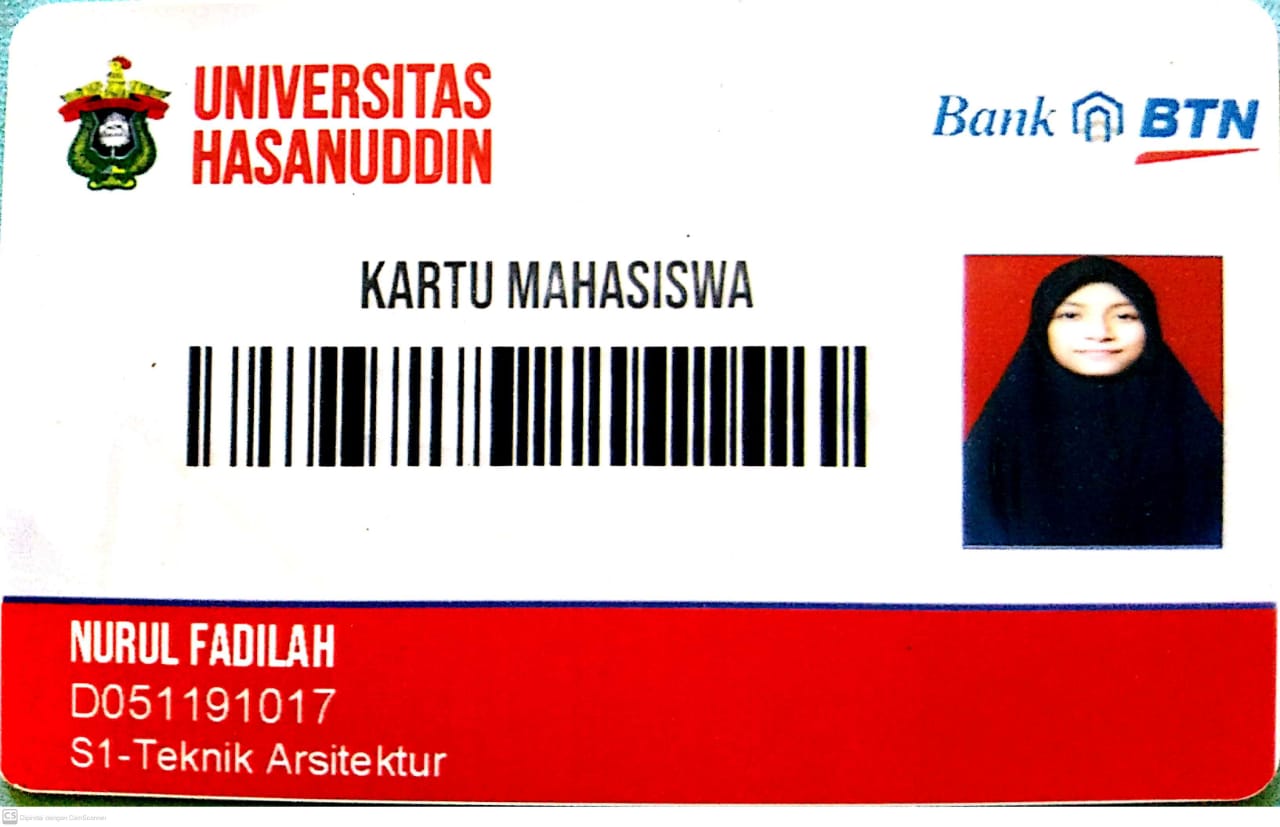 UNIVERSITAS
HASANUDDIN
Bank BTN
KARTU MAHASISWA
NURUL FADILAH
D051191017
S1-Teknik Arsitektur
CS Dipindai dengan CamScanner